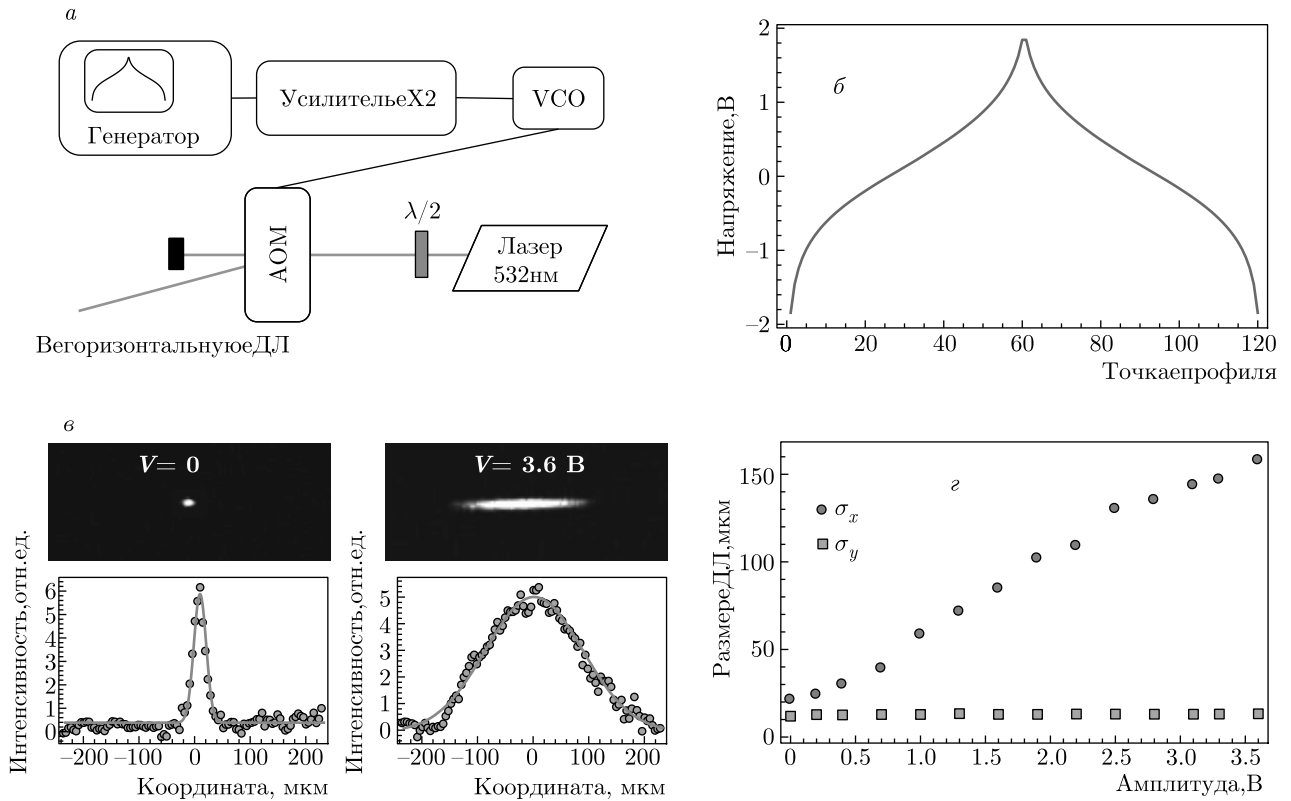 а
Генератор
УсилительеX2
VCO
АОМ
λ/2
Лазер
532нм
ВегоризонтальнуюеДЛ
б
Напряжение,В
2
1
0
−1
−2
0 20 40 60 80 100 120
Точкаепрофиля
в
V= 0
Интенсивность,отн.ед.
6
5
4
3
2
1
0
−200 −100 0 100 200
Координата, мкм
V= 3.6 В
Интенсивность,отн.ед.
5
4
3
2
1
0
−200 −100 0 100 200
Координата, мкм
г
σx
σy
РазмереДЛ,мкм
150
100
50
0
0 0.5 1.0 1.5 2.0 2.5 3.0 3.5
Амплитуда,В